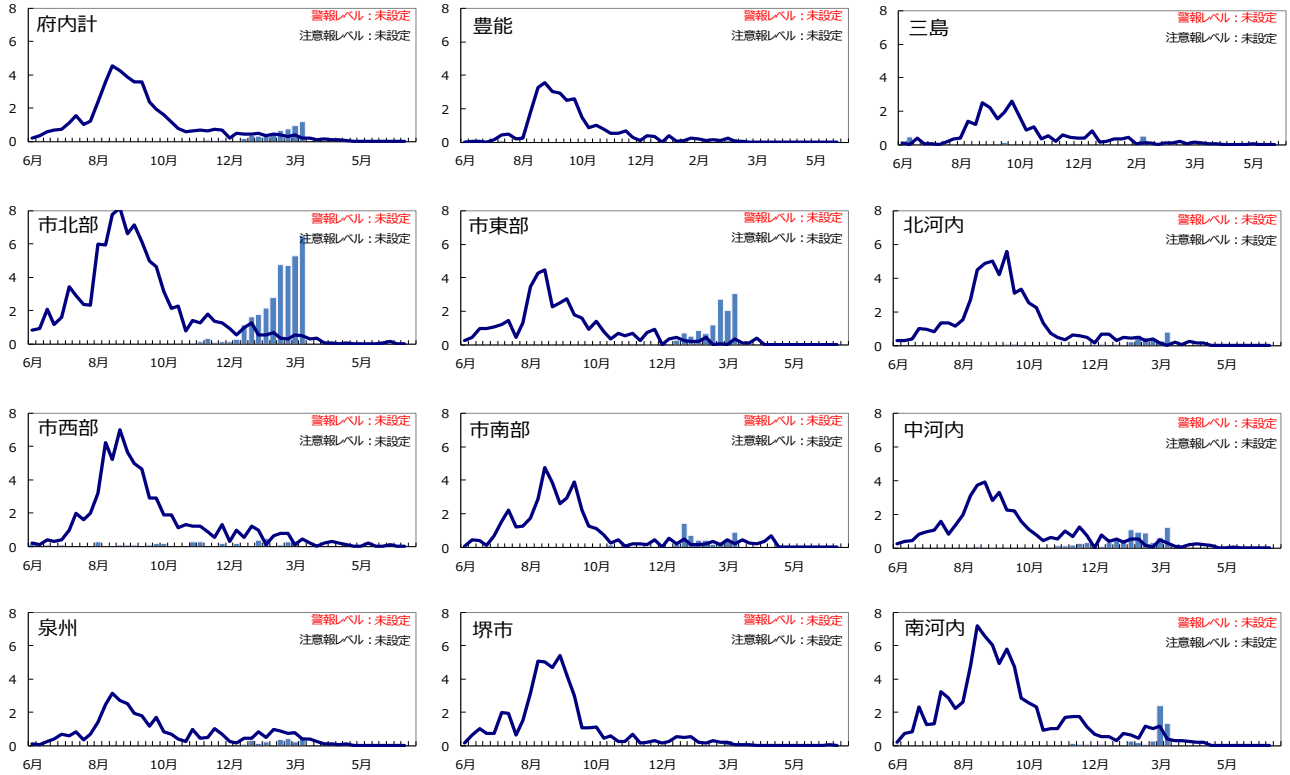 府内計
警報レベル：未設定
注意報レベル：未設定
8
6
4
2
0
6月 8月 10月 12月 3月 5月
豊能
警報レベル：未設定
注意報レベル：未設定
8
6
4
2
0
6月 8月 10月 12月 3月 5月
三島
警報レベル：未設定
注意報レベル：未設定
8
6
4
2
0
6月 8月 10月 12月 2月 3月 5月
市北部
警報レベル：未設定
注意報レベル：未設定
8
6
4
2
0
6月 8月 10月 12月 3月 5月
市東部
警報レベル：未設定
注意報レベル：未設定
8
6
4
2
0
6月 8月 10月 12月 3月 5月
北河内
警報レベル：未設定
注意報レベル：未設定
8
6
4
2
0
6月 8月 10月 12月 3月 5月
市西部
警報レベル：未設定
注意報レベル：未設定
8
6
4
2
0
6月 8月 10月 12月 3月 5月
市南部
警報レベル：未設定
注意報レベル：未設定
8
6
4
2
0
6月 8月 10月 12月 3月 5月
中河内
警報レベル：未設定
注意報レベル：未設定
8
6
4
2
0
6月 8月 10月 12月 3月 5月
泉州
警報レベル：未設定
注意報レベル：未設定
8
6
4
2
0
6月 8月 10月 12月 3月 5月
堺市
警報レベル：未設定
注意報レベル：未設定
8
6
4
2
0
6月 8月 10月 12月 3月 5月
南河内
警報レベル：未設定
注意報レベル：未設定
8
6
4
2
0
6月 8月 10月 12月 3月 5月